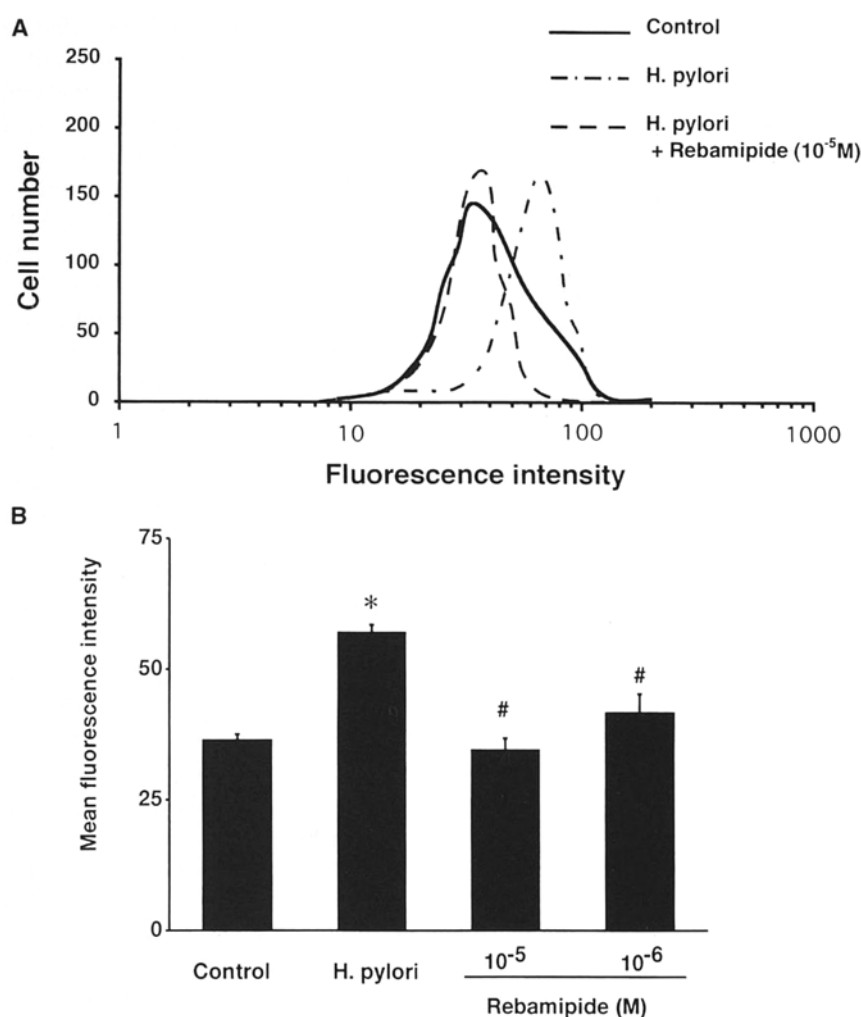 A
Control
H. pylori
H. pylori
+ Rebamipide (10⁻⁵M)
250
200
150
100
50
0
Cell number
1 10 100 1000
Fluorescence intensity
B
75
50
25
0
Mean fluorescence intensity
*
#
#
Control H. pylori 10⁻⁵ 10⁻⁶
Rebamipide (M)